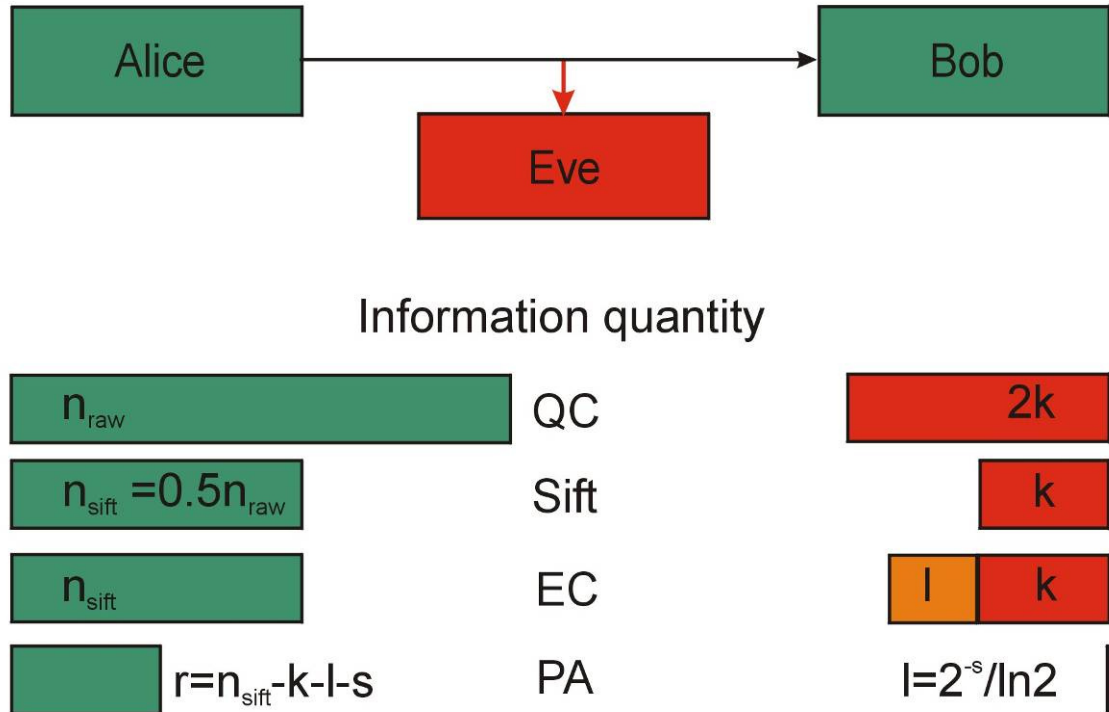 Alice
Bob
Eve
Information quantity
nraw QC 2k
nsift =0.5nraw Sift k
nsift EC l k
r=nsift-k-l-s PA I=2-s/ln2